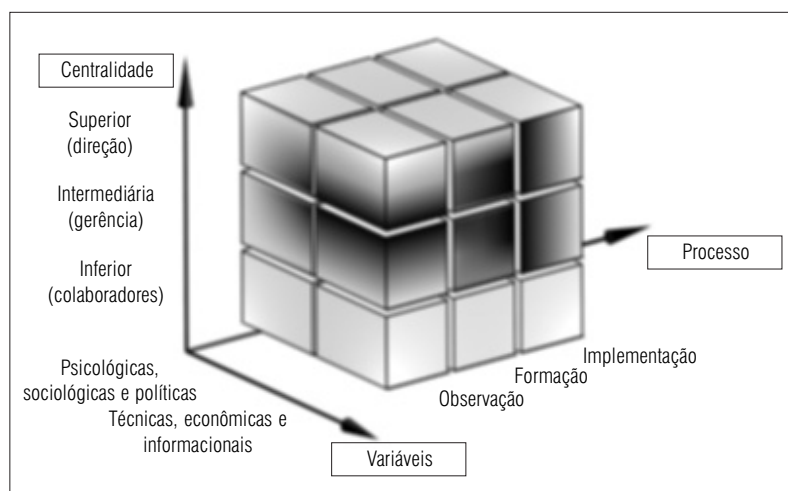 Centralidade
Superior
(direção)
Intermediária
(gerência)
Inferior
(colaboradores)
Processo
Psicológicas,
sociológicas e políticas
Técnicas, econômicas e
informacionais
Implementação
Formação
Observação
Variáveis